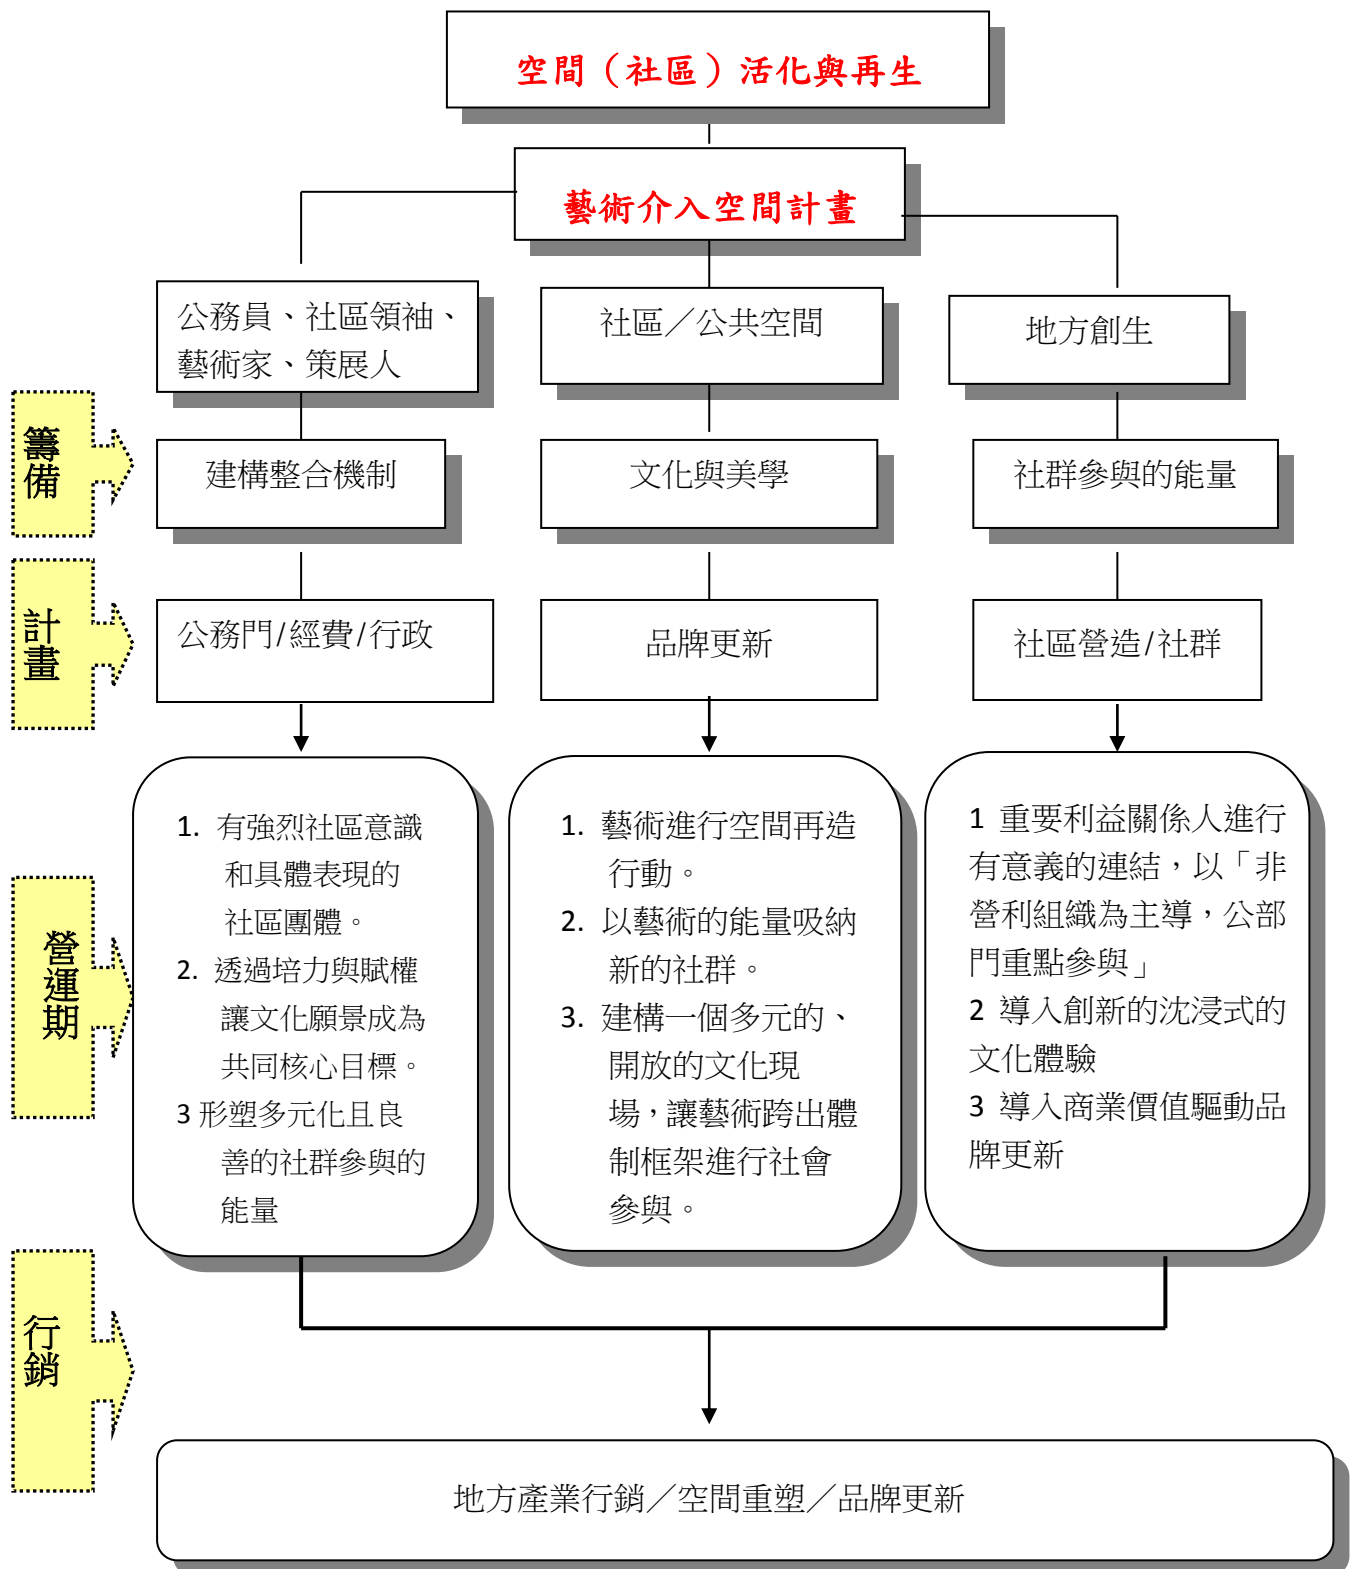 空間（社區）活化與再生
藝術介入空間計畫
公務員、社區領袖、
藝術家、策展人
社區／公共空間
地方創生
籌備
建構整合機制
文化與美學
社群參與的能量
計畫
公務門/經費/行政
品牌更新
社區營造/社群
營運期
1. 有強烈社區意識
和具體表現的
社區團體。
2. 透過培力與賦權
讓文化願景成為
共同核心目標。
3 形塑多元化且良
善的社群參與的
能量
1. 藝術進行空間再造
行動。
2. 以藝術的能量吸納
新的社群。
3. 建構一個多元的、
開放的文化現
場，讓藝術跨出體
制框架進行社會
參與。
1 重要利益關係人進行
有意義的連結，以「非
營利組織為主導，公部
門重點參與」
2 導入創新的沈浸式的
文化體驗
3 導入商業價值驅動品
牌更新
行銷
地方產業行銷／空間重塑／品牌更新